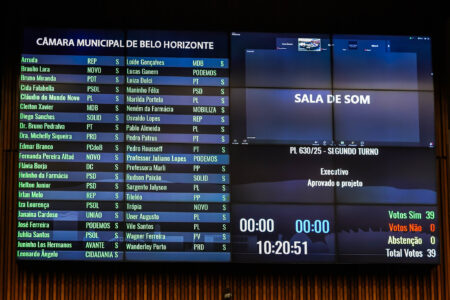 CÂMARA MUNICIPAL DE BELO HORIZONTE
Arruda REP S Loíde Gonçalves MDB S
Braulio Lara NOVO S Lucas Ganem PODEMOS
Bruno Miranda PDT S Luiza Dulci PT S
Cida Falabella PSOL S Maninho Félix PSD S
Cláudio do Mundo Novo PL S Marilda Portela PL S
Cleiton Xavier MDB S Neném da Farmácia MOBILIZA S
Diego Sanches SOLID S Osvaldo Lopes REP S
Dr. Bruno Pedralva PT S Pablo Almeida PL S
Dra. Michelly Siqueira PRD S Pedro Patrus PT S
Edmar Branco PCdoB S Pedro Rousseff PT S
Fernanda Pereira Altoé NOVO S Professor Juliano Lopes PODEMOS
Flávia Borja DC S Professora Marli PP S
Helinho da Farmácia PSD S Rudson Paixão SOLID S
Helton Junior PSD S Sargento Jalyson PL S
Irlan Melo REP S Tileléo PP S
Iza Lourença PSOL S Trópia NOVO S
Janaina Cardoso UNIÃO S Uner Augusto PL S
José Ferreira PODEMOS S Vile Santos PL S
Juhlia Santos PSOL S Wagner Ferreira PV S
Juninho Los Hermanos AVANTE S Wanderley Porto PRD S
Leonardo Ângelo CIDADANIA S
SALA DE SOM
PL 630/25 - SEGUNDO TURNO
Executivo
Aprovado o projeto
00:00 00:00
10:20:51
Votos Sim 39
Votos Não 0
Abstenção 0
Total Votos 39